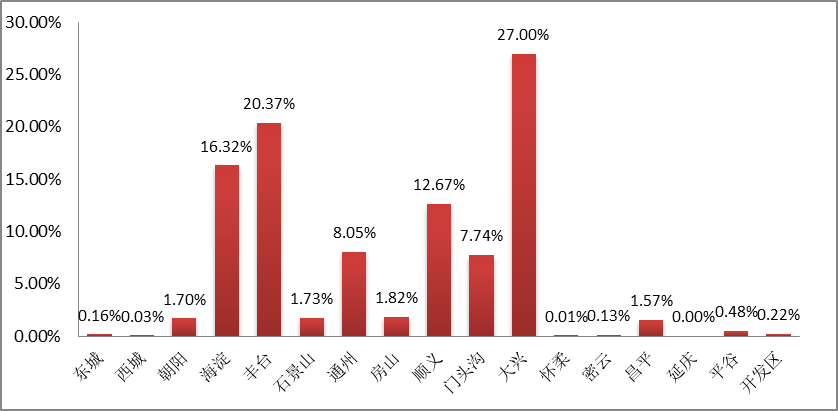 30.00%
25.00%
20.00%
15.00%
10.00%
5.00%
0.00%
0.16%
0.03%
1.70%
16.32%
20.37%
1.73%
8.05%
1.82%
12.67%
7.74%
27.00%
0.01%
0.13%
1.57%
0.00%
0.48%
0.22%
东城
西城
朝阳
海淀
丰台
石景山
通州
房山
顺义
门头沟
大兴
怀柔
密云
昌平
延庆
平谷
开发区